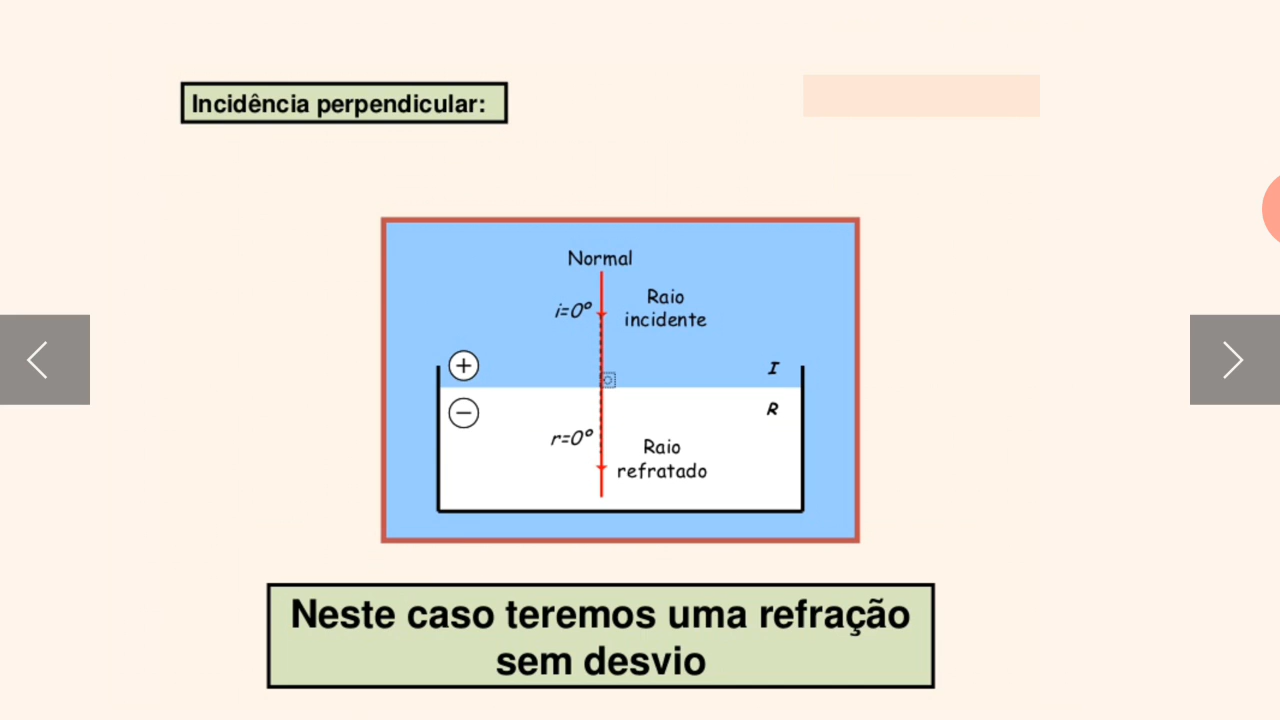 Incidência perpendicular:
Normal
i=0º
Raio
incidente
+
I
−
R
r=0º
Raio
refratado
Neste caso teremos uma refração
sem desvio